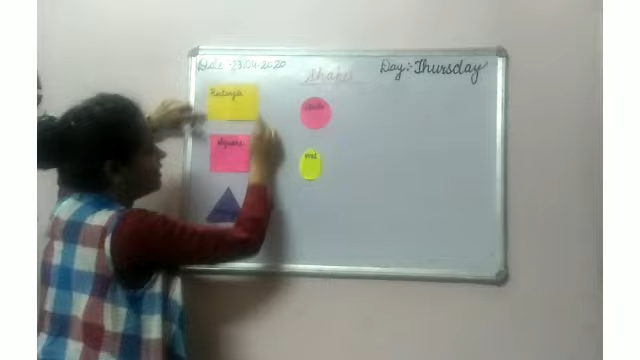 Date :-23.04.2020
Day:-Thursday
Shapes
Rectangle
Circle
Square
oval